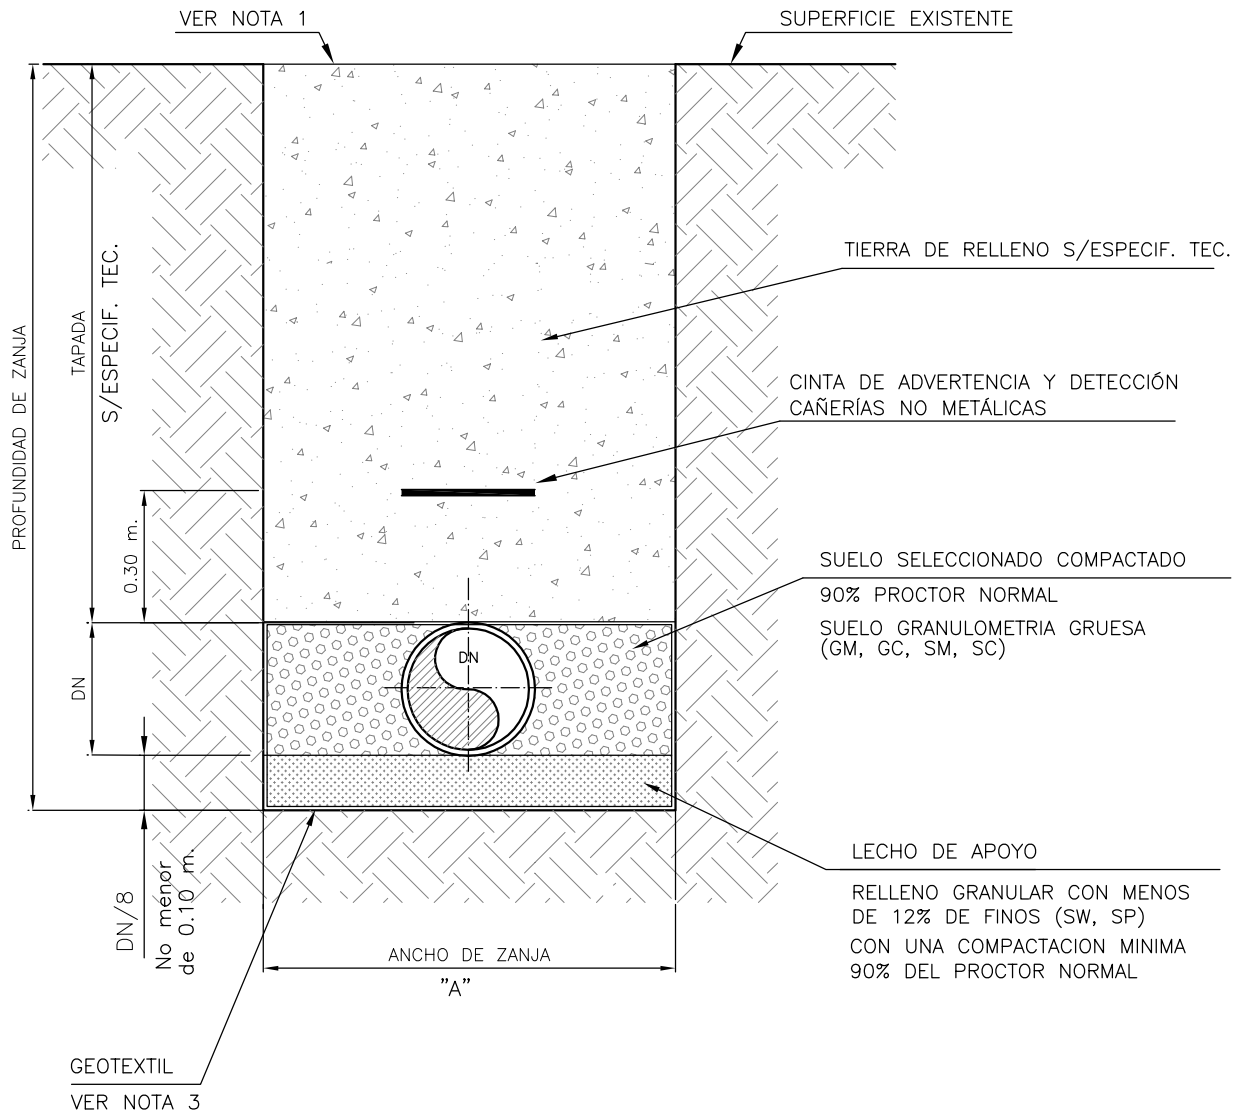 VER NOTA 1
SUPERFICIE EXISTENTE
TIERRA DE RELLENO S/ESPECIF. TEC.
PROFUNDIDAD DE ZANJA
TAPADA
S/ESPECIF. TEC.
CINTA DE ADVERTENCIA Y DETECCIÓN
CAÑERÍAS NO METÁLICAS
0.30 m.
SUELO SELECCIONADO COMPACTADO
90% PROCTOR NORMAL
SUELO GRANULOMETRIA GRUESA
(GM, GC, SM, SC)
DN
DN
LECHO DE APOYO
RELLENO GRANULAR CON MENOS
DE 12% DE FINOS (SW, SP)
CON UNA COMPACTACION MINIMA
90% DEL PROCTOR NORMAL
DN/8
No menor
de 0.10 m.
ANCHO DE ZANJA
"A"
GEOTEXTIL
VER NOTA 3